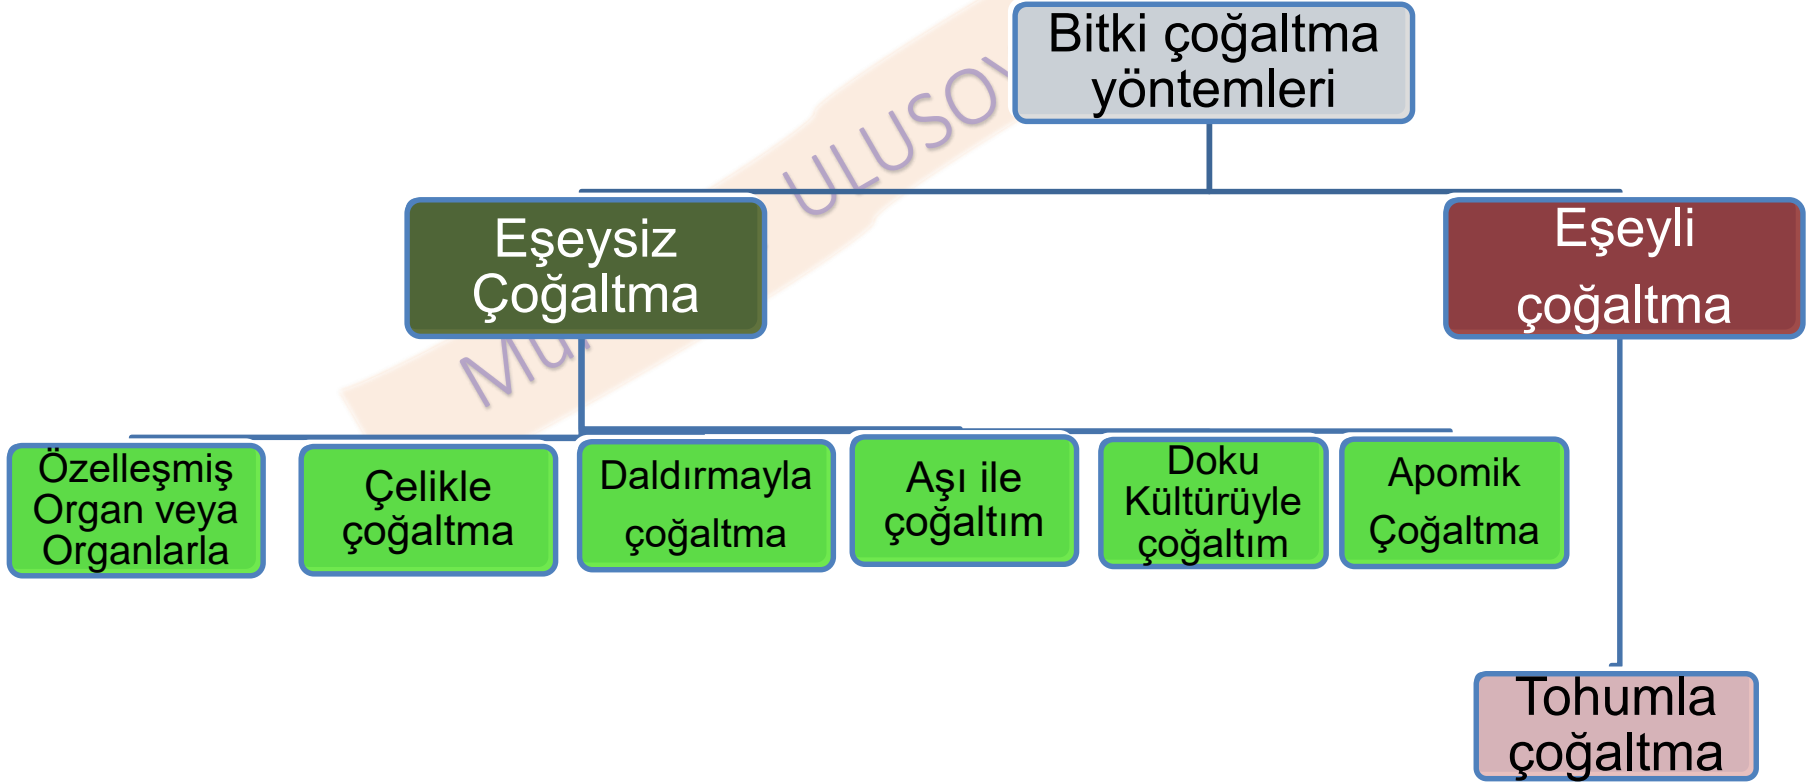 Bitki çoğaltma
yöntemleri
Eşeysiz
Çoğaltma
Eşeyli
çoğaltma
Özelleşmiş
Organ veya
Organlarla
Çelikle
çoğaltma
Daldırmayla
çoğaltma
Aşı ile
çoğaltım
Doku
Kültürüyle
çoğaltım
Apomik
Çoğaltma
Tohumla
çoğaltma